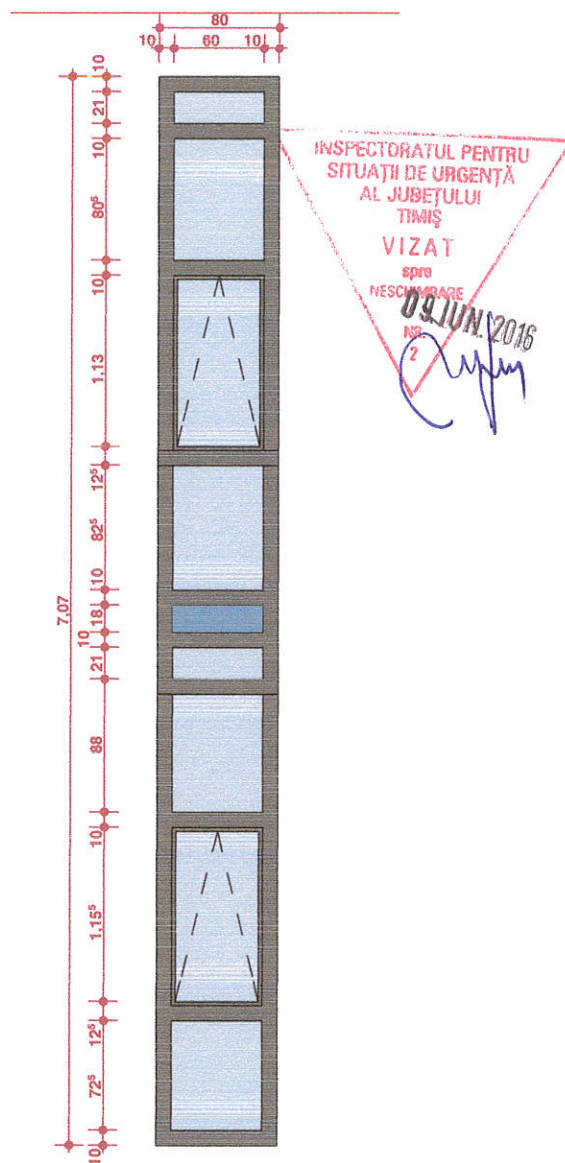 80
10 60 10
10
21
10
80⁵
10
1,13
12⁵
82⁵
10
18
10
21
88
10
1,15⁵
12⁵
72⁵
10
7,07
INSPECTORATUL PENTRU
SITUAȚII DE URGENȚĂ
AL JUDEȚULUI
TIMIȘ
VIZAT
spre
NESCHIMBARE
09. JUN. 2016
NR.
2